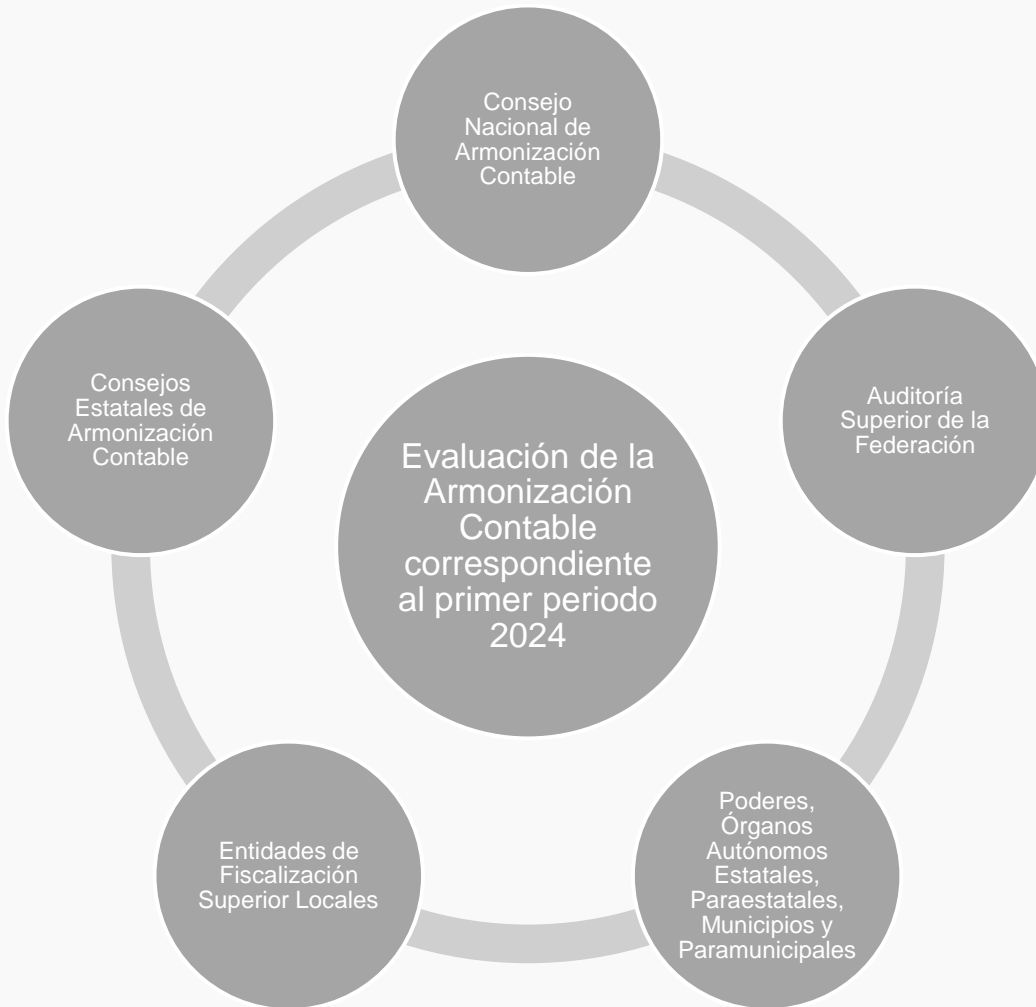 Consejo
Nacional de
Armonización
Contable
Consejos
Estatales de
Armonización
Contable
Auditoría
Superior de la
Federación
Evaluación de la
Armonización
Contable
correspondiente
al primer periodo
2024
Entidades de
Fiscalización
Superior Locales
Poderes,
Órganos
Autónomos
Estatales,
Paraestatales,
Municipios y
Paramunicipales